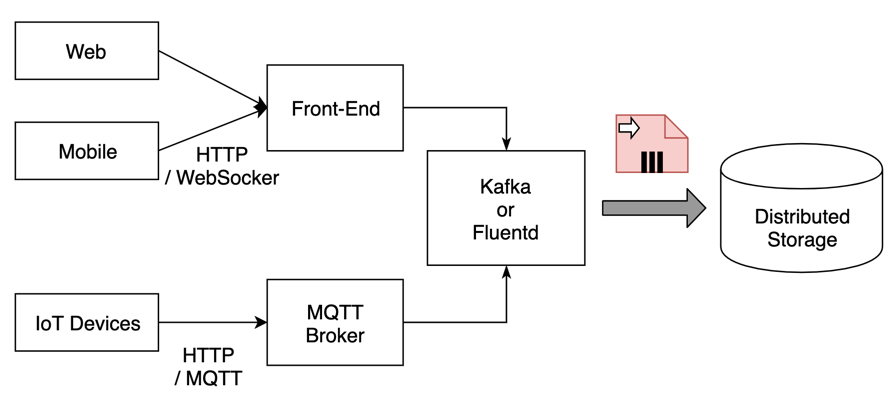 Web
Mobile
HTTP
/ WebSocker
Front-End
Kafka
or
Fluentd
Distributed
Storage
IoT Devices
HTTP
/ MQTT
MQTT
Broker